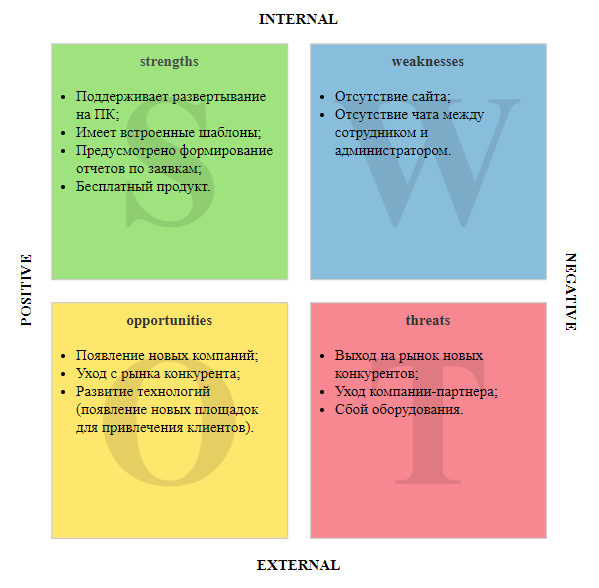 INTERNAL
strengths
• Поддерживает развертывание
на ПК;
• Имеет встроенные шаблоны;
• Предусмотрено формирование
отчетов по заявкам;
• Бесплатный продукт.
S
weaknesses
• Отсутствие сайта;
• Отсутствие чата между
сотрудником и
администратором.
W
POSITIVE
NEGATIVE
opportunities
• Появление новых компаний;
• Уход с рынка конкурента;
• Развитие технологий
(появление новых площадок
для привлечения клиентов).
O
threats
• Выход на рынок новых
конкурентов;
• Уход компании-партнера;
• Сбой оборудования.
T
EXTERNAL